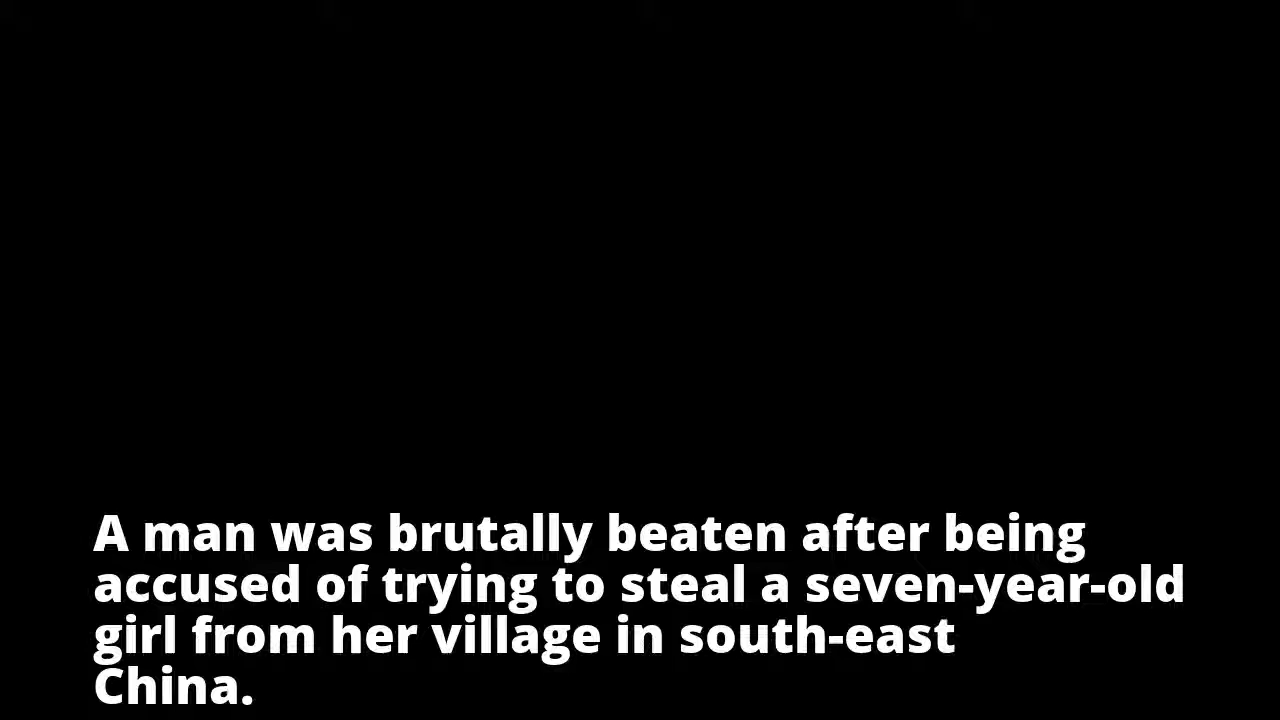 A man was brutally beaten after being
accused of trying to steal a seven-year-old
girl from her village in south-east
China.